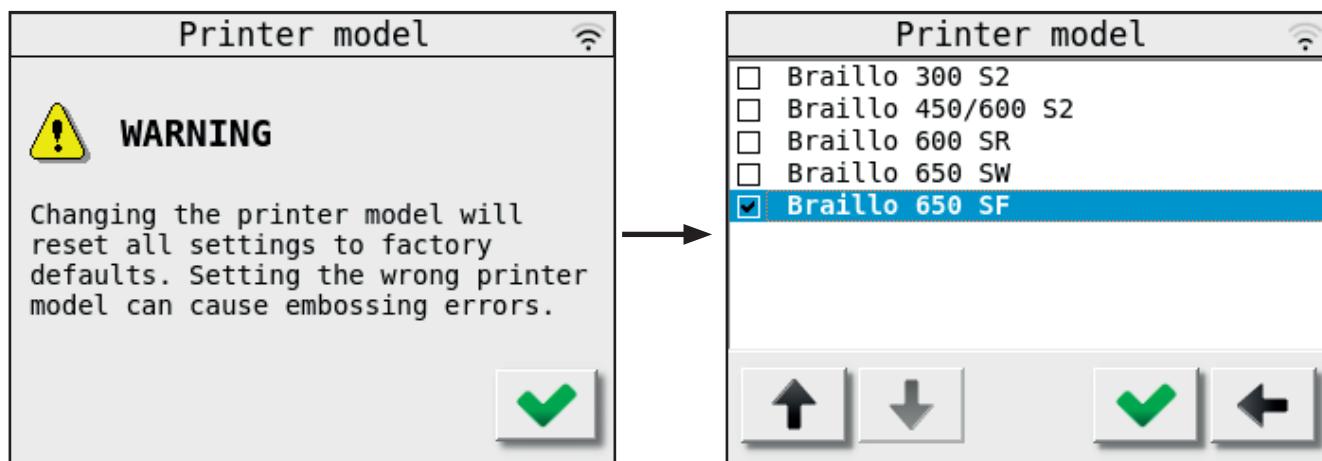 Printer model
WARNING
Changing the printer model will
reset all settings to factory
defaults. Setting the wrong printer
model can cause embossing errors.
Printer model
Braillo 300 S2
Braillo 450/600 S2
Braillo 600 SR
Braillo 650 SW
Braillo 650 SF